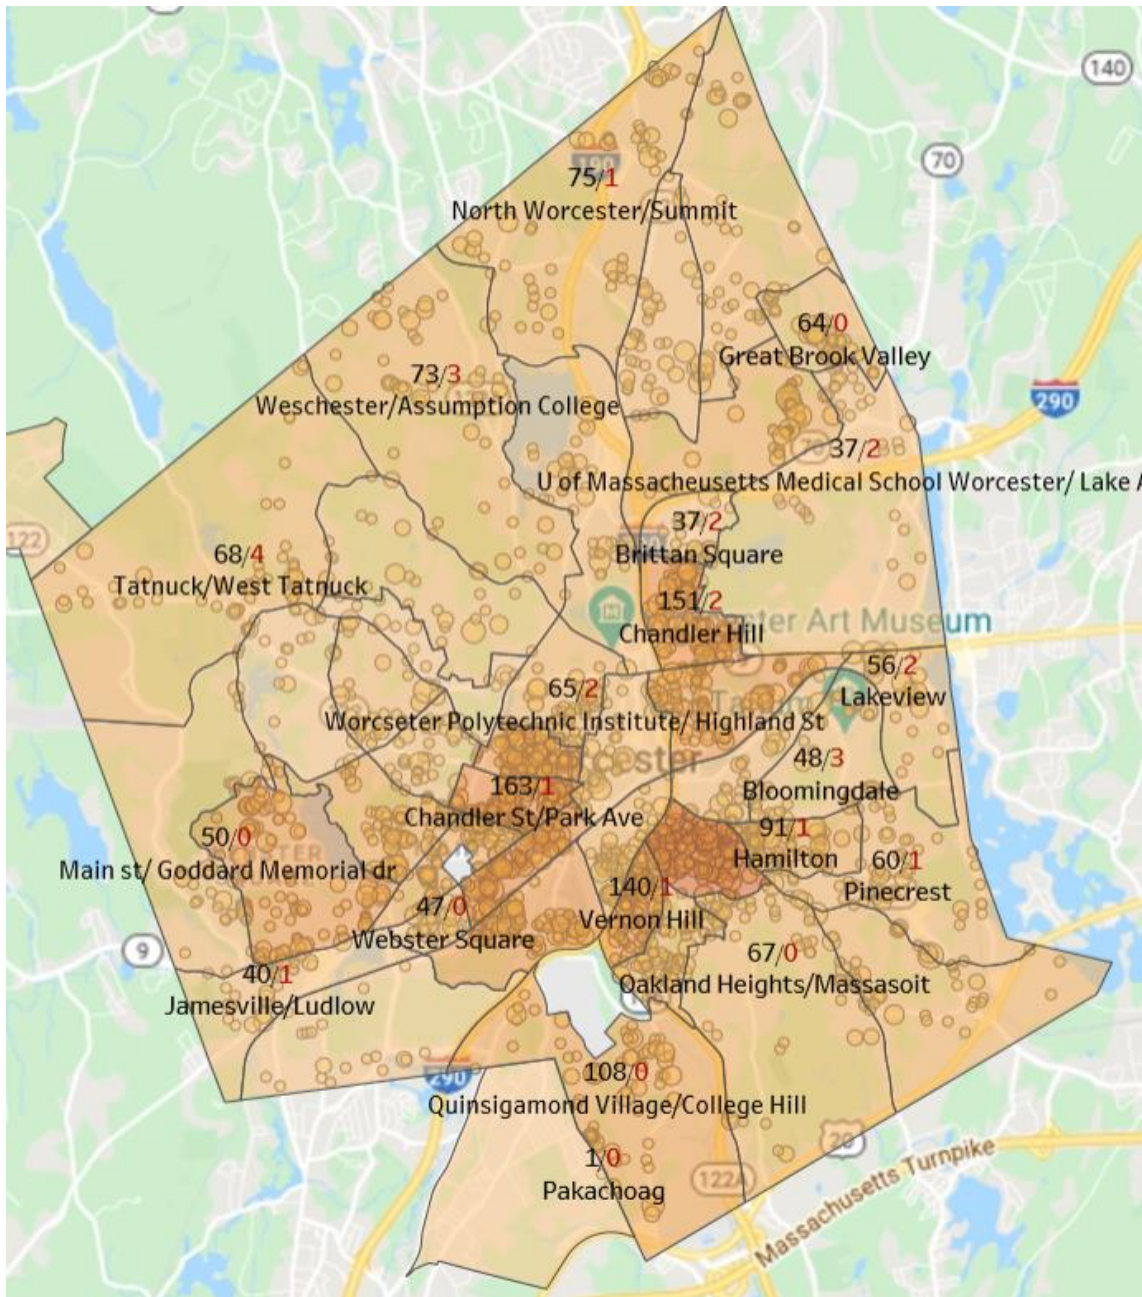 140
190
70
75/1
North Worcester/Summit
64/0
Great Brook Valley
73/3
Weschester/Assumption College
290
37/2
U of Massacheusetts Medical School Worcester/ Lake A
37/2
Brittan Square
122
68/4
Tatnuck/West Tatnuck
151/2
ter Art Museum
Chandler Hill
56/2
Lakeview
65/2
Worcseter Polytechnic Institute/ Highland St
48/3
Bloomingdale
163/1
cester
Chandler St/Park Ave
91/1
Hamilton
50/0
Main st/ Goddard Memorial dr
60/1
Pinecrest
140/1
Vernon Hill
47/0
Webster Square
9
67/0
Oakland Heights/Massasoit
40/1
Jamesville/Ludlow
290
108/0
Quinsigamond Village/College Hill
20
1/0
Pakachoag
122A
Massachusetts Turnpike